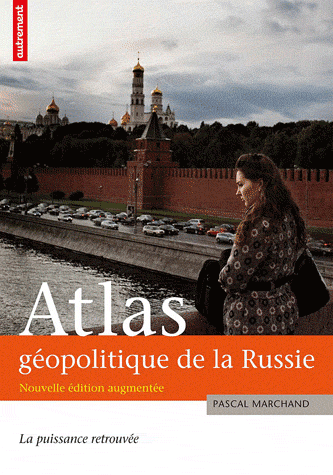 autrement
Atlas
géopolitique de la Russie
Nouvelle édition augmentée
PASCAL MARCHAND
La puissance retrouvée